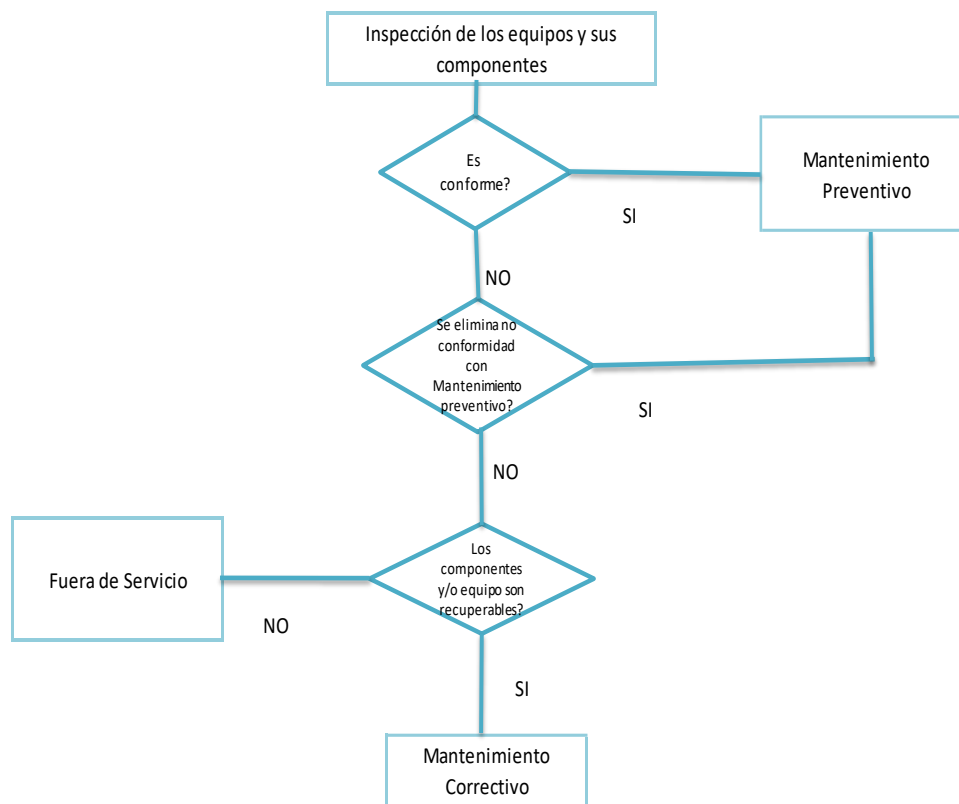 Inspección de los equipos y sus
componentes
Es
conforme?
Mantenimiento
Preventivo
SI
NO
Se elimina no
conformidad
con
Mantenimiento
preventivo?
SI
NO
Los
componentes
y/o equipo son
recuperables?
Fuera de Servicio
NO
SI
Mantenimiento
Correctivo